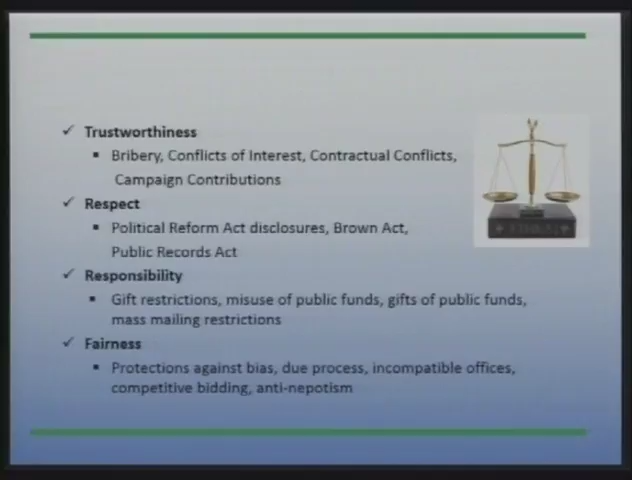 Trustworthiness
Bribery, Conflicts of Interest, Contractual Conflicts,
Campaign Contributions
Respect
Political Reform Act disclosures, Brown Act,
Public Records Act
Responsibility
Gift restrictions, misuse of public funds, gifts of public funds,
mass mailing restrictions
Fairness
Protections against bias, due process, incompatible offices,
competitive bidding, anti-nepotism